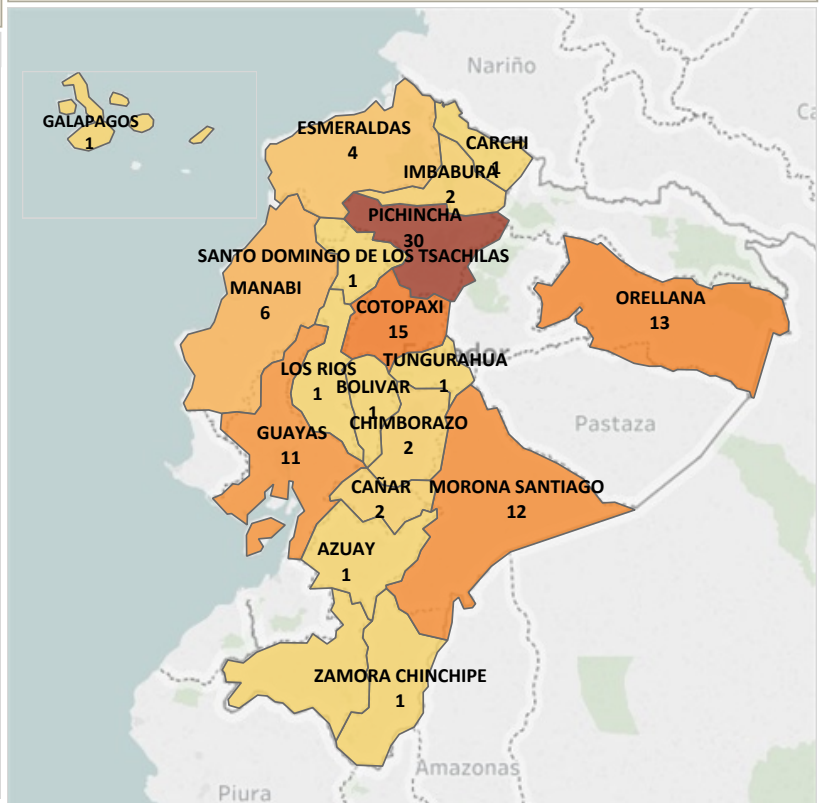 Nariño
GALAPAGOS
1
ESMERALDAS
4
CARCHI
1
IMBABURA
2
PICHINCHA
30
SANTO DOMINGO DE LOS TSACHILAS
1
MANABI
6
COTOPAXI
15
ORELLANA
13
TUNGURAHUA
1
LOS RIOS
1
BOLIVAR
1
CHIMBORAZO
2
Pastaza
GUAYAS
11
CAÑAR
2
MORONA SANTIAGO
12
AZUAY
1
ZAMORA CHINCHIPE
1
Amazonas
Piura